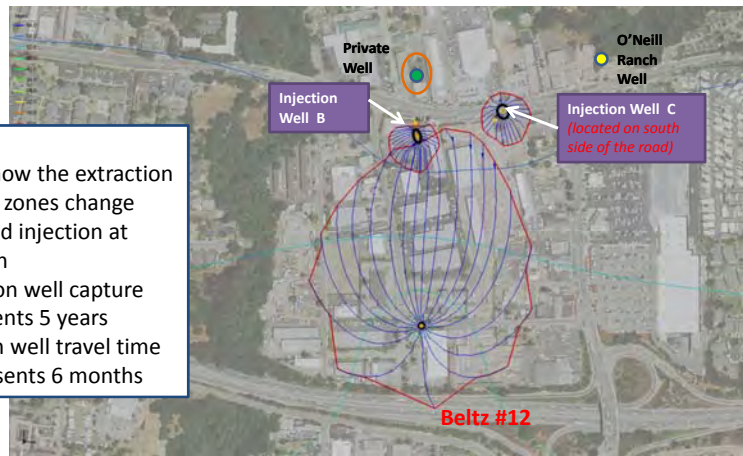 Private
Well
O'Neill
Ranch
Well
Injection
Well B
Injection Well C
(located on south
side of the road)
ow the extraction
zones change
d injection at
on well capture
ents 5 years
n well travel time
sents 6 months
Beltz #12